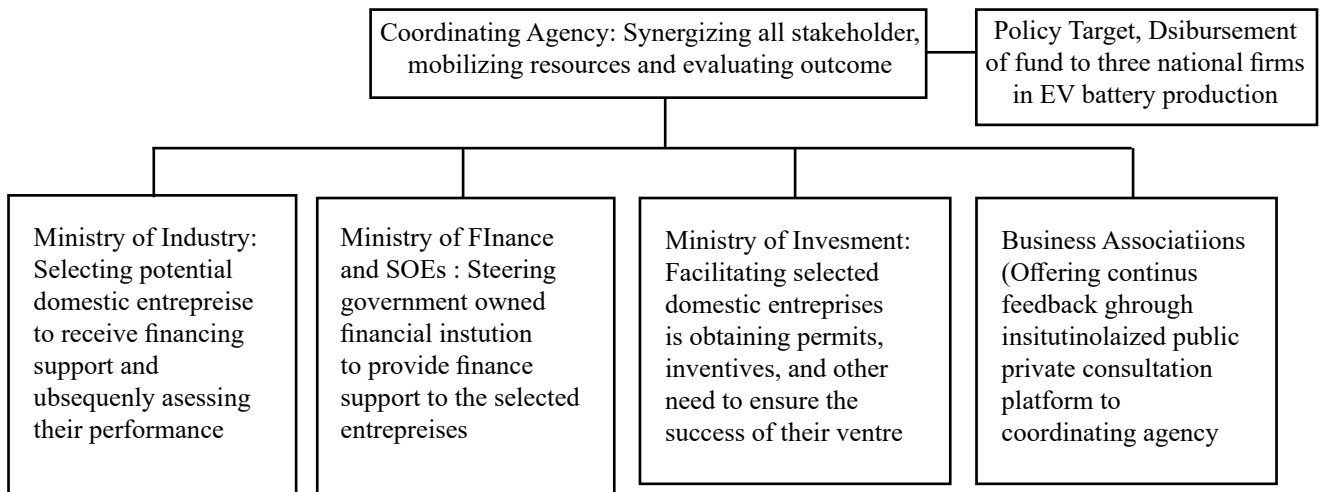 Coordinating Agency: Synergizing all stakeholder,
mobilizing resources and evaluating outcome
Policy Target, Dsibursement
of fund to three national firms
in EV battery production
Ministry of Industry:
Selecting potential
domestic entrepreise
to receive financing
support and
ubsequenly asessing
their performance
Ministry of FInance
and SOEs : Steering
government owned
financial instution
to provide finance
support to the selected
entrepreises
Ministry of Invesment:
Facilitating selected
domestic entreprises
is obtaining permits,
inventives, and other
need to ensure the
success of their ventre
Business Associatiions
(Offering continus
feedback ghrough
insitutinolaized public
private consultation
platform to
coordinating agency